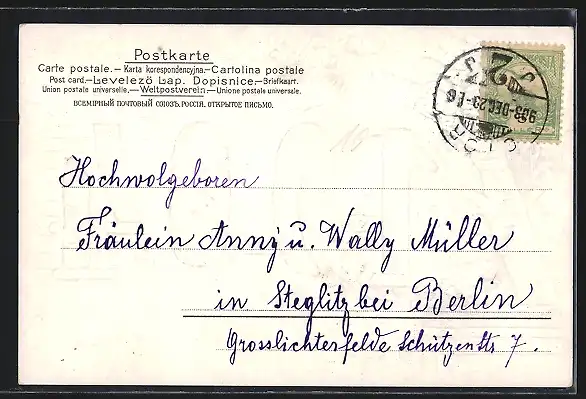 Postkarte
Carte postale.—Karta korespondencyjna.—Cartolina postale
Post card.—Levelező Lap. Dopisnice.—Briefkaart.
Union postale universelle.—Weltpostverein—Unione postale universale.
ВСЕМІРНЫЙ ПОЧТОВЫЙ СОЮЗЪ. РОССІЯ. ОТКРЫТОЕ ПИСЬМО.
Hochwolgeboren
Fräulein Anny u. Wally Müller
in Steglitz bei Berlin
Grosslichterfelde Schützenstr 7.